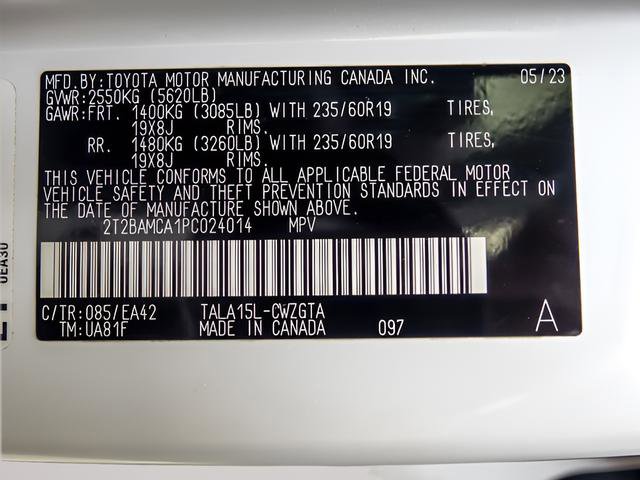 MFD.BY:TOYOTA MOTOR MANUFACTURING CANADA INC. 05/23
GVWR:2550KG (5620LB)
GAWR:FRT. 1400KG (3085LB) WITH 235/60R19 TIRES,
19X8J RIMS.
RR. 1480KG (3260LB) WITH 235/60R19 TIRES,
19X8J RIMS.
THIS VEHICLE CONFORMS TO ALL APPLICABLE FEDERAL MOTOR
VEHICLE SAFETY AND THEFT PREVENTION STANDARDS IN EFFECT ON
THE DATE OF MANUFACTURE SHOWN ABOVE.
2T2BAMCA1PC024014 MPV
C/TR:085/EA42 TALA15L-CWZGTA
TM:UA81F MADE IN CANADA 097 A